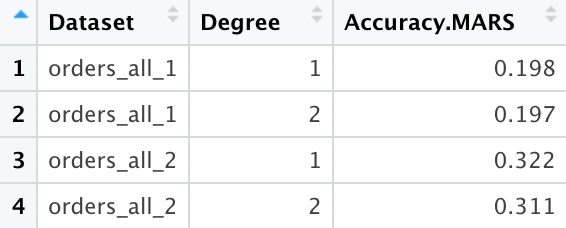 Dataset Degree Accuracy.MARS
1 orders_all_1 1 0.198
2 orders_all_1 2 0.197
3 orders_all_2 1 0.322
4 orders_all_2 2 0.311